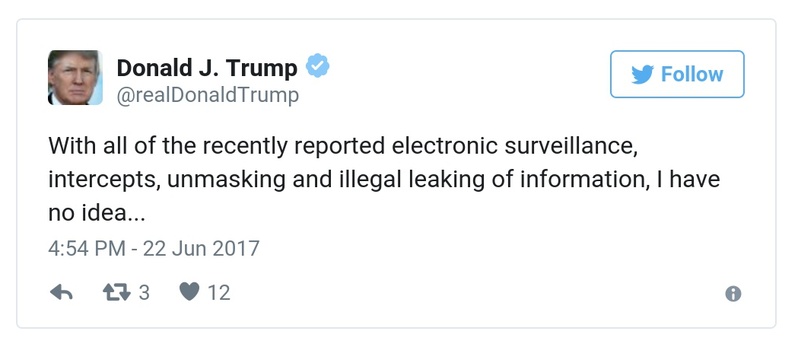 Donald J. Trump
@realDonaldTrump
Follow
With all of the recently reported electronic surveillance,
intercepts, unmasking and illegal leaking of information, I have
no idea...
4:54 PM - 22 Jun 2017
3 12